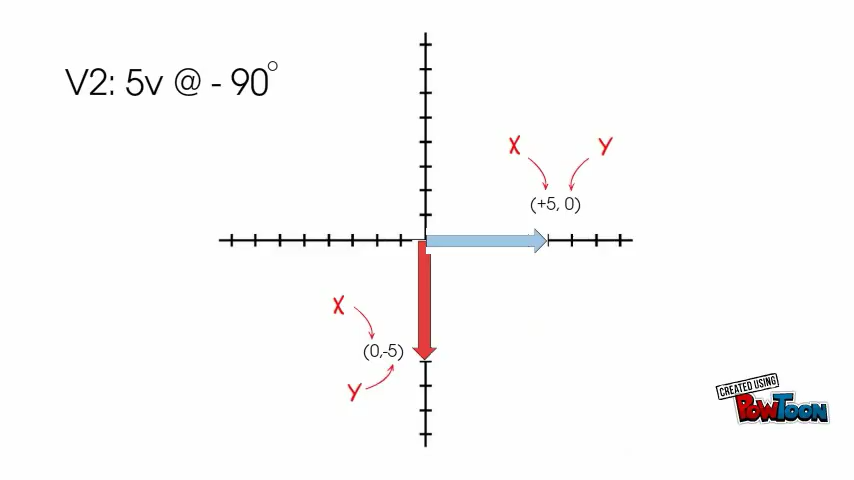 V2: 5v @ - 90°
X Y
(+5, 0)
X
(0,-5)
Y
CREATED USING
POWTOON